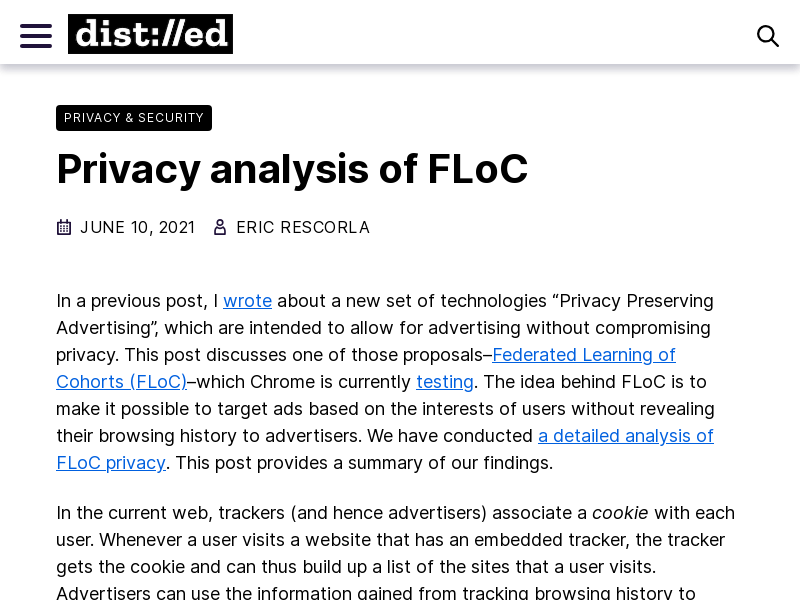 dist://ed
PRIVACY & SECURITY
Privacy analysis of FLoC
JUNE 10, 2021 ERIC RESCORLA
In a previous post, I wrote about a new set of technologies “Privacy Preserving
Advertising”, which are intended to allow for advertising without compromising
privacy. This post discusses one of those proposals–Federated Learning of
Cohorts (FLoC)–which Chrome is currently testing. The idea behind FLoC is to
make it possible to target ads based on the interests of users without revealing
their browsing history to advertisers. We have conducted a detailed analysis of
FLoC privacy. This post provides a summary of our findings.
In the current web, trackers (and hence advertisers) associate a cookie with each
user. Whenever a user visits a website that has an embedded tracker, the tracker
gets the cookie and can thus build up a list of the sites that a user visits.
Advertisers can use the information gained from tracking browsing history to